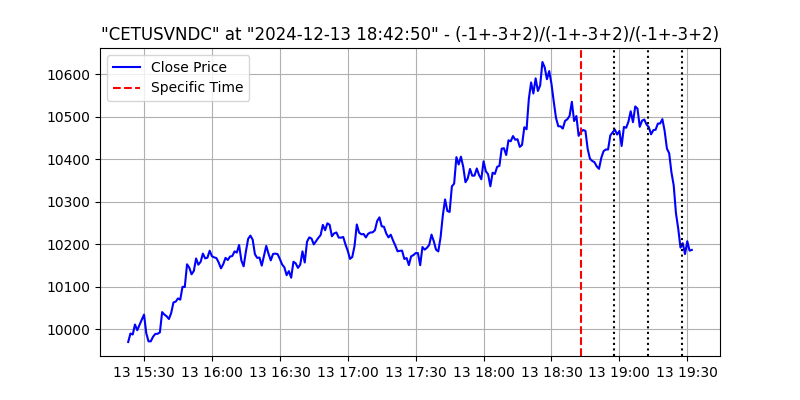 "CETUSVNDC" at "2024-12-13 18:42:50" - (-1+-3+2)/(-1+-3+2)/(-1+-3+2)
Close Price
Specific Time
10600
10500
10400
10300
10200
10100
10000
13 15:30 13 16:00 13 16:30 13 17:00 13 17:30 13 18:00 13 18:30 13 19:00 13 19:30